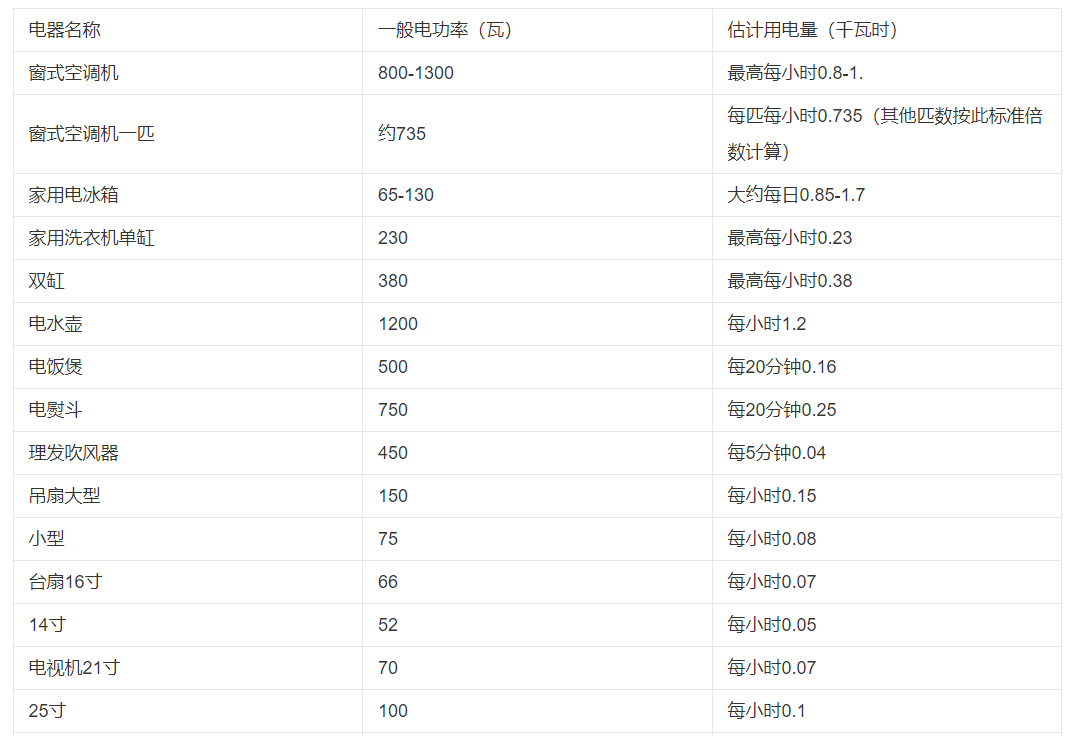 电器名称 一般电功率（瓦） 估计用电量（千瓦时）
窗式空调机 800-1300 最高每小时0.8-1.
窗式空调机一匹 约735 每匹每小时0.735（其他匹数按此标准倍
数计算）
家用电冰箱 65-130 大约每日0.85-1.7
家用洗衣机单缸 230 最高每小时0.23
双缸 380 最高每小时0.38
电水壶 1200 每小时1.2
电饭煲 500 每20分钟0.16
电熨斗 750 每20分钟0.25
理发吹风器 450 每5分钟0.04
吊扇大型 150 每小时0.15
小型 75 每小时0.08
台扇16寸 66 每小时0.07
14寸 52 每小时0.05
电视机21寸 70 每小时0.07
25寸 100 每小时0.1